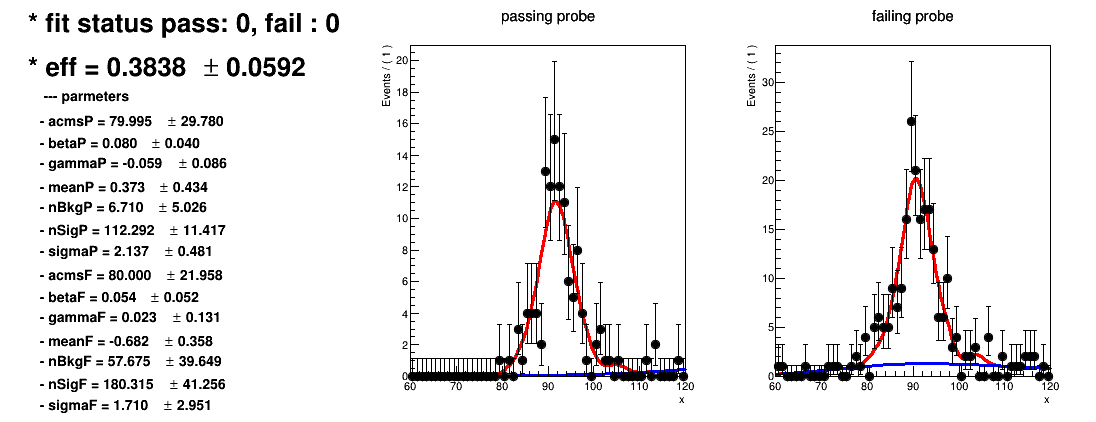 * fit status pass: 0, fail : 0
* eff = 0.3838 ± 0.0592
--- parmeters
- acmsP = 79.995 ± 29.780
- betaP = 0.080 ± 0.040
- gammaP = -0.059 ± 0.086
- meanP = 0.373 ± 0.434
- nBkgP = 6.710 ± 5.026
- nSigP = 112.292 ± 11.417
- sigmaP = 2.137 ± 0.481
- acmsF = 80.000 ± 21.958
- betaF = 0.054 ± 0.052
- gammaF = 0.023 ± 0.131
- meanF = -0.682 ± 0.358
- nBkgF = 57.675 ± 39.649
- nSigF = 180.315 ± 41.256
- sigmaF = 1.710 ± 2.951
passing probe
Events / ( 1 )
20
18
16
14
12
10
8
6
4
2
0
60 70 80 90 100 110 120
x
failing probe
Events / ( 1 )
30
25
20
15
10
5
0
60 70 80 90 100 110 120
x